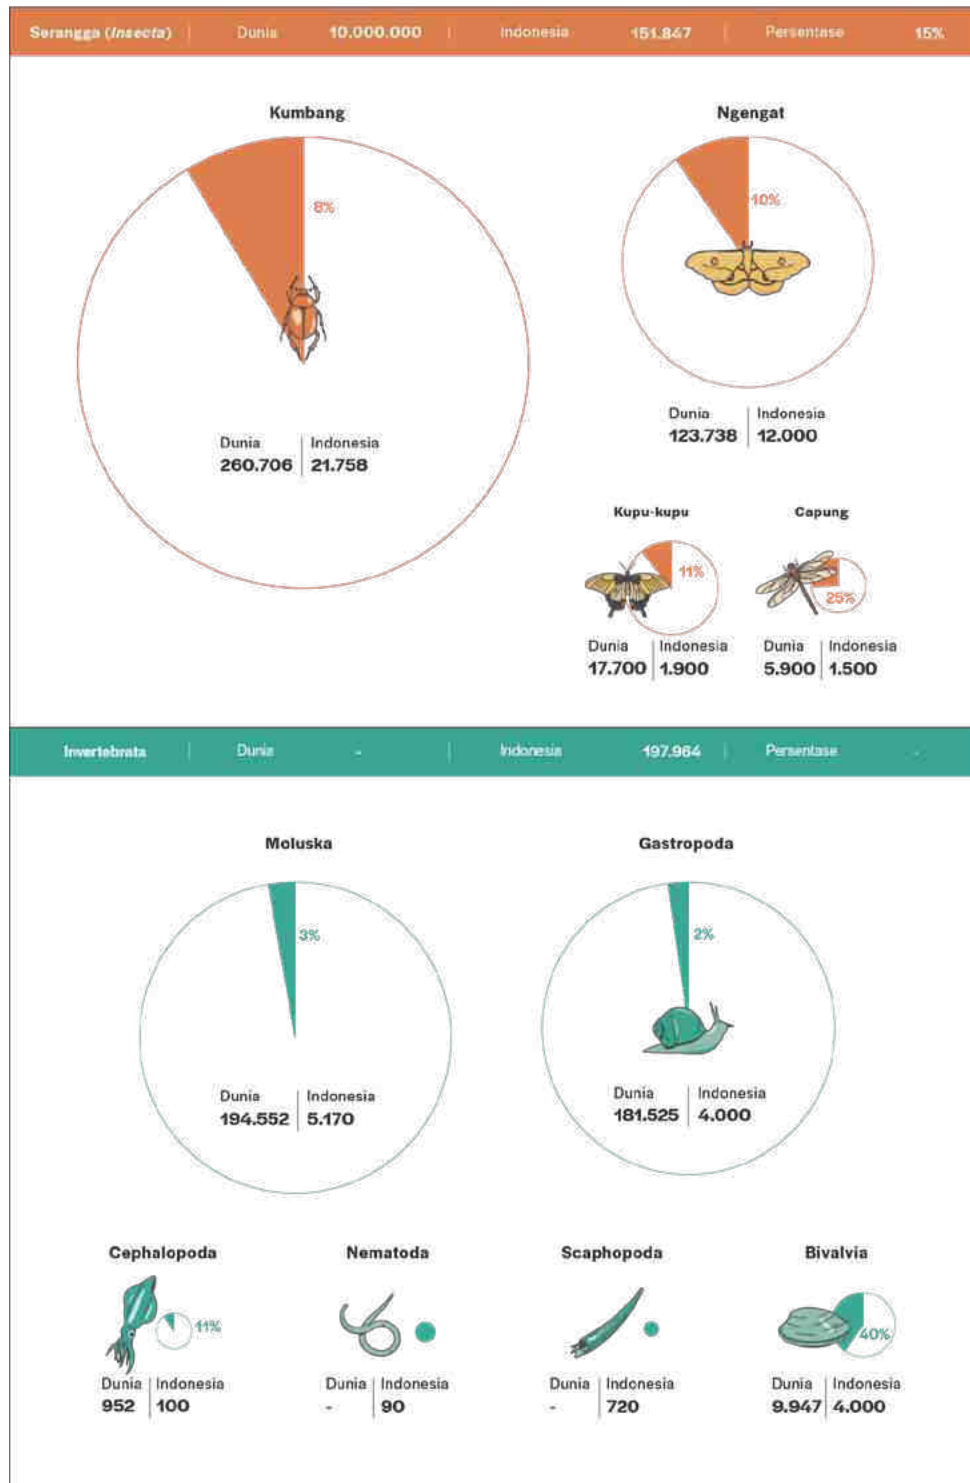 Serangga (Insecta) | Dunia 10.000.000 | Indonesia 151.847 | Persentase 15%
Kumbang
8%
Dunia | Indonesia
260.706 | 21.758
Ngengat
10%
Dunia | Indonesia
123.738 | 12.000
Kupu-kupu
11%
Dunia | Indonesia
17.700 | 1.900
Capung
25%
Dunia | Indonesia
5.900 | 1.500
Invertebrata | Dunia - | Indonesia 197.964 | Persentase -
Moluska
3%
Dunia | Indonesia
194.552 | 5.170
Gastropoda
2%
Dunia | Indonesia
181.525 | 4.000
Cephalopoda
11%
Dunia | Indonesia
952 | 100
Nematoda
Dunia | Indonesia
- | 90
Scaphopoda
Dunia | Indonesia
- | 720
Bivalvia
40%
Dunia | Indonesia
9.947 | 4.000